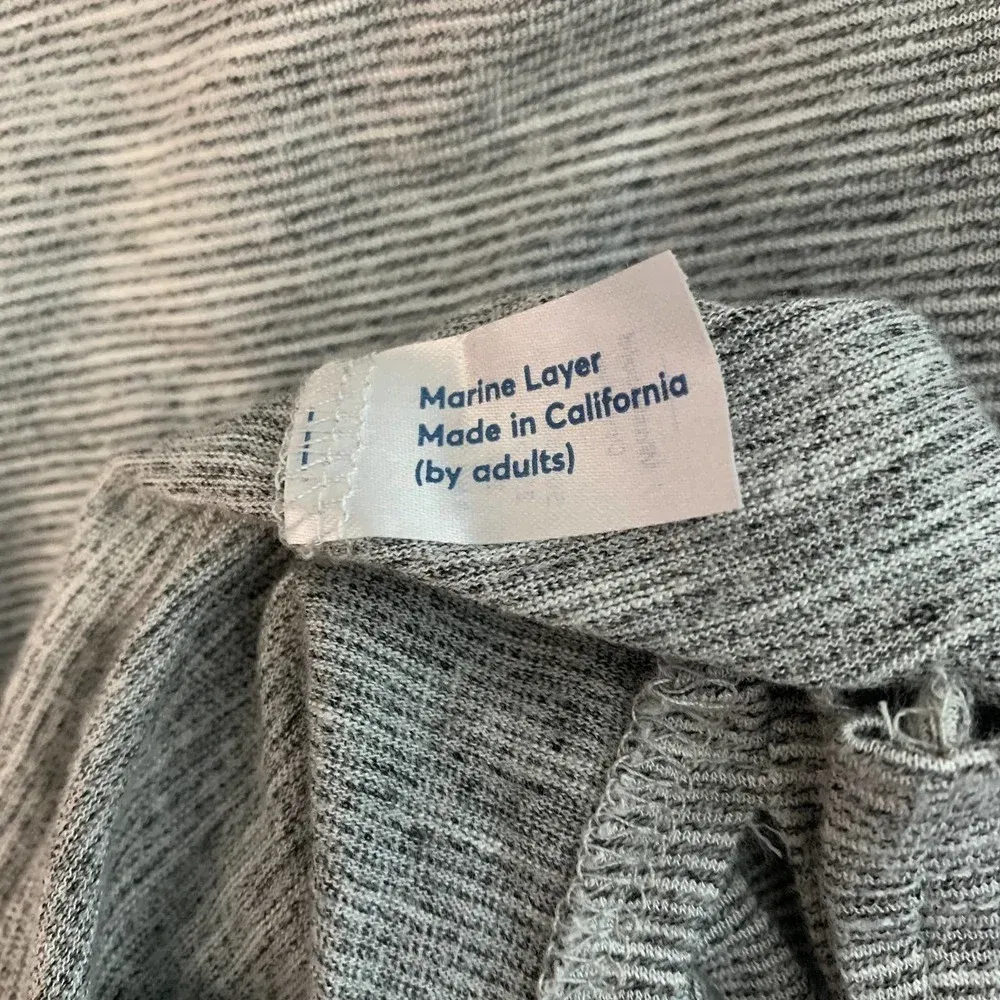 Marine Layer
Made in California
(by adults)